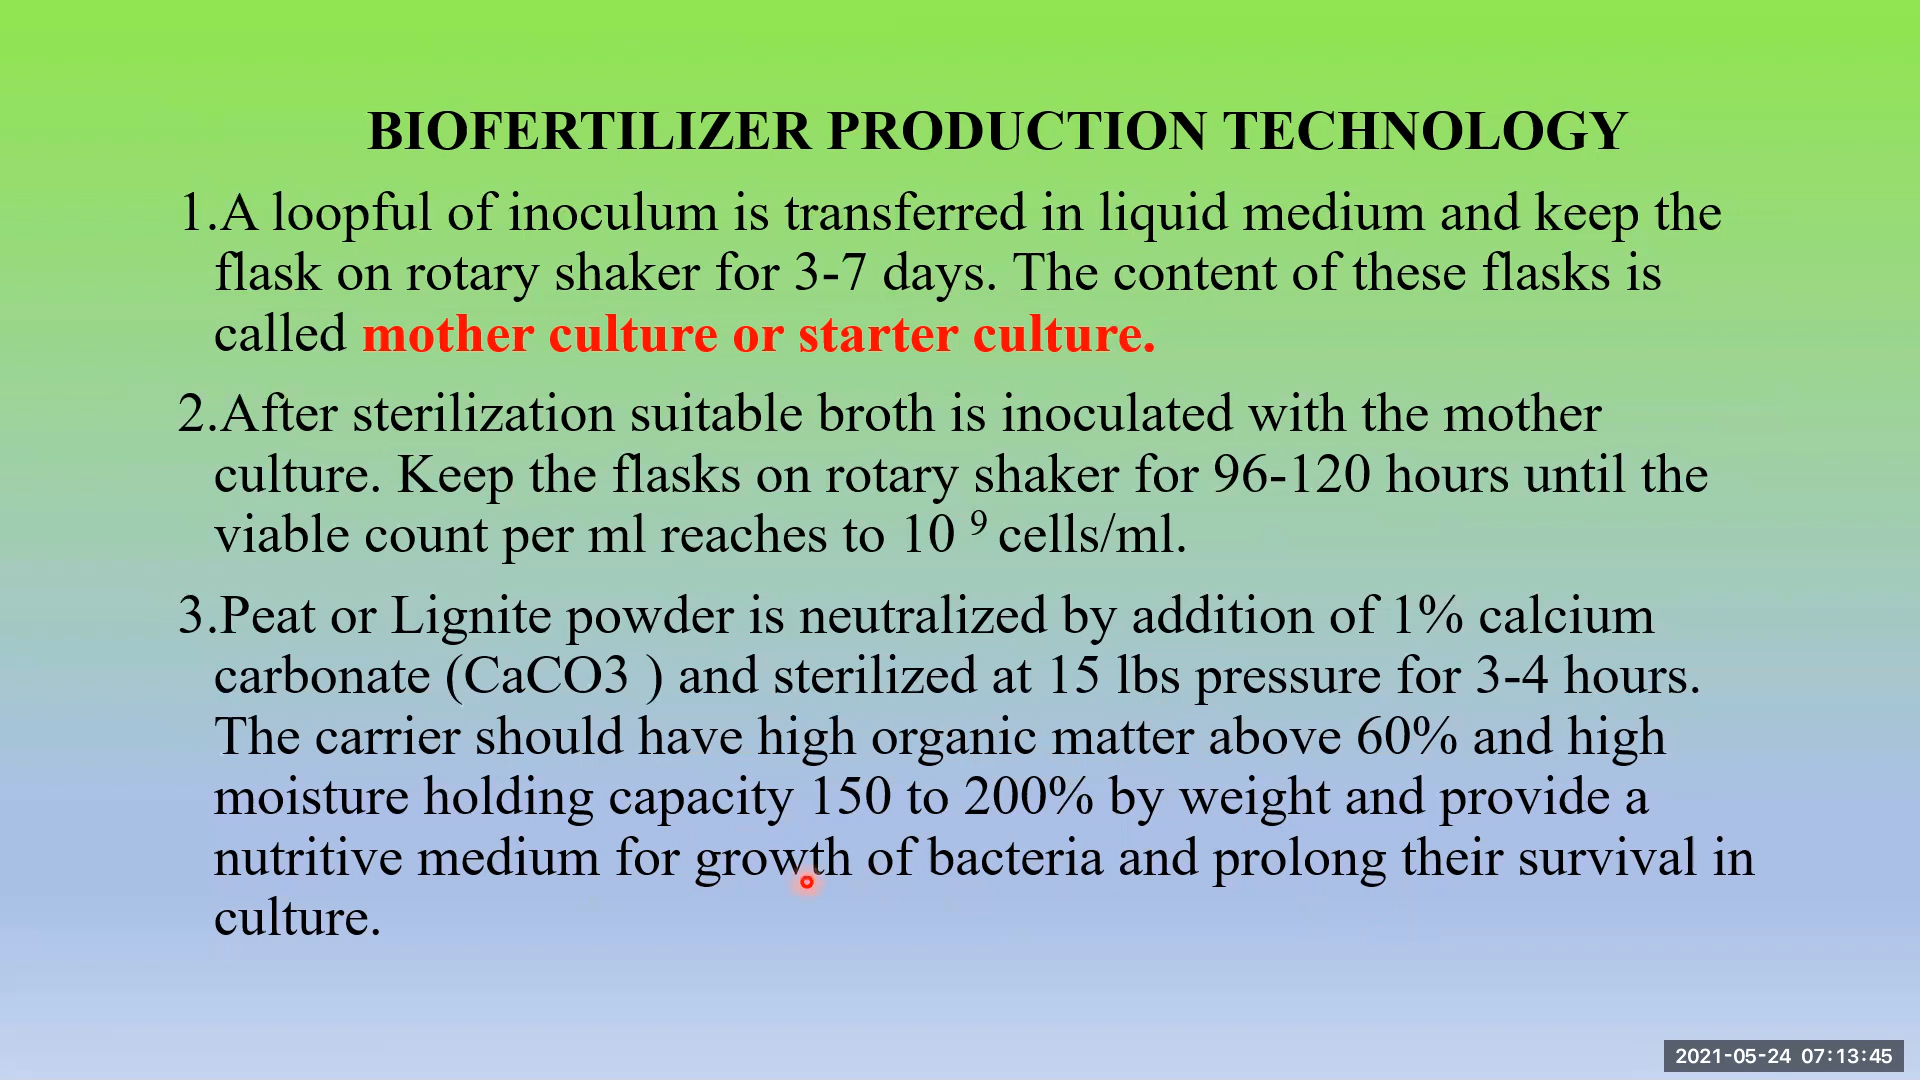 BIOFERTILIZER PRODUCTION TECHNOLOGY
1.A loopful of inoculum is transferred in liquid medium and keep the
flask on rotary shaker for 3-7 days. The content of these flasks is
called mother culture or starter culture.
2.After sterilization suitable broth is inoculated with the mother
culture. Keep the flasks on rotary shaker for 96-120 hours until the
viable count per ml reaches to 10 ⁹ cells/ml.
3.Peat or Lignite powder is neutralized by addition of 1% calcium
carbonate (CaCO3 ) and sterilized at 15 lbs pressure for 3-4 hours.
The carrier should have high organic matter above 60% and high
moisture holding capacity 150 to 200% by weight and provide a
nutritive medium for growth of bacteria and prolong their survival in
culture.
2021-05-24 07:13:45